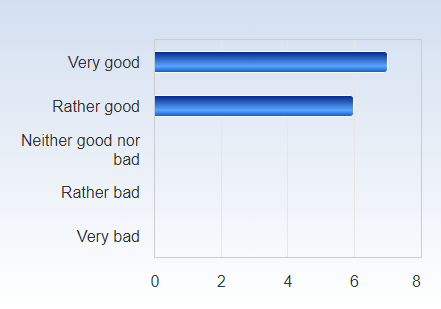 Very good
Rather good
Neither good nor
bad
Rather bad
Very bad
0 2 4 6 8